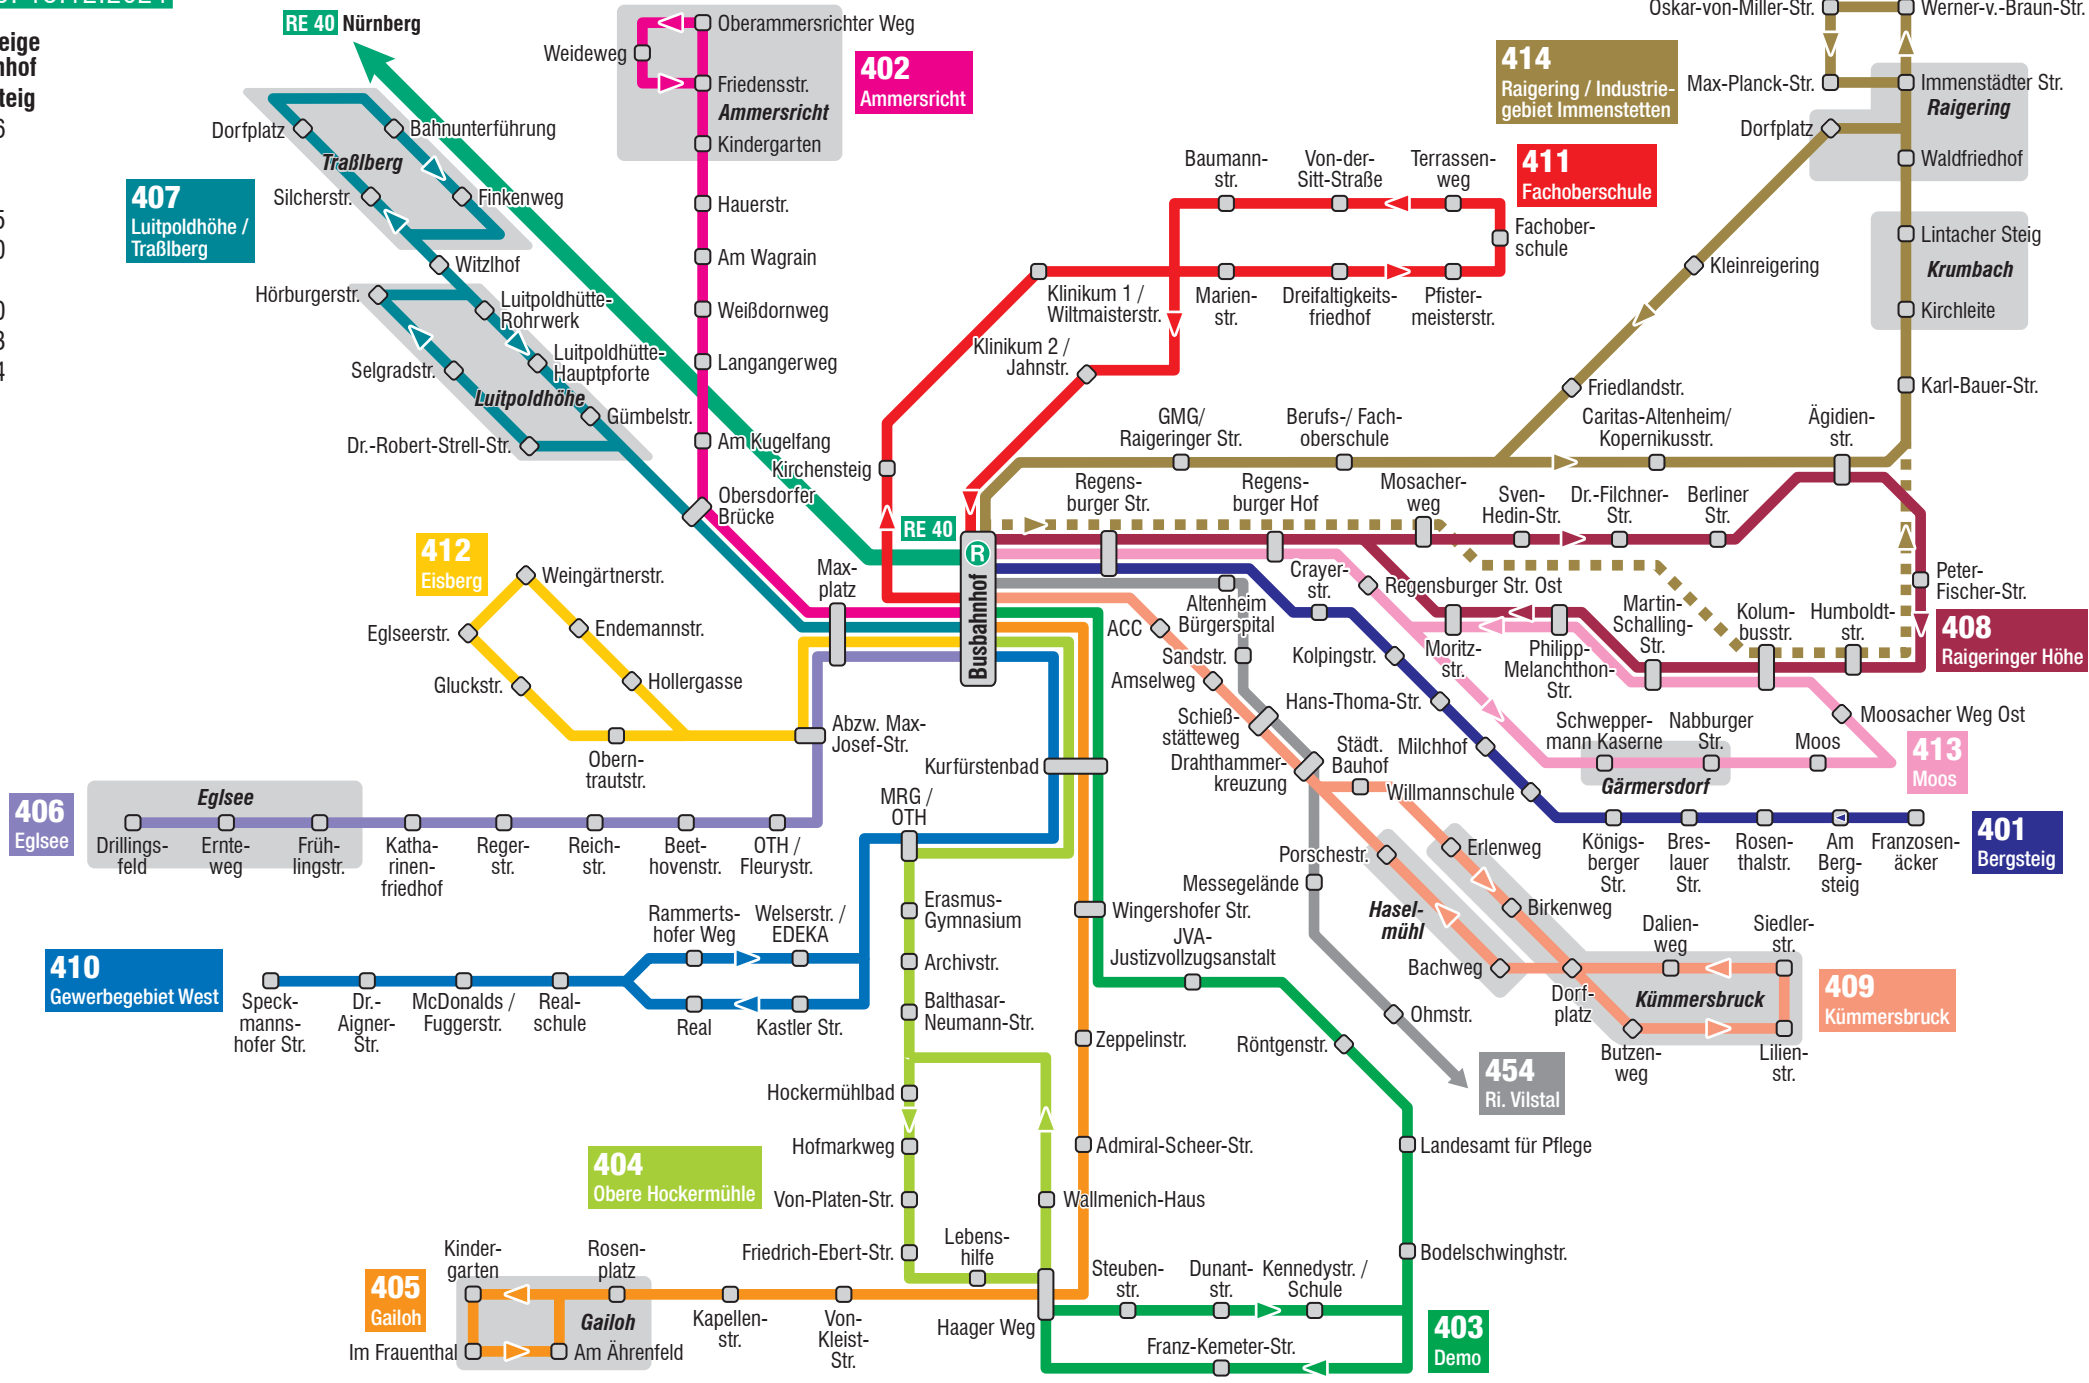 eige
nhof
teig
6
5
0
0
3
4
RE 40 Nürnberg
Oberammersrichter Weg
Weideweg
Friedensstr.
Ammersricht
Kindergarten
402
Ammersricht
Hauerstr.
Am Wagrain
Weißdornweg
Langangerweg
Am Kugelfang
Obersdorfer
Brücke
Dorfplatz
Bahnunterführung
Traßlberg
Silcherstr.
Finkenweg
407
Luitpoldhöhe /
Traßlberg
Witzlhof
Hörburgerstr.
Luitpoldhütte-
Rohrwerk
Luitpoldhütte-
Hauptpforte
Selgradstr.
Luitpoldhöhe
Gümbelstr.
Dr.-Robert-Strell-Str.
414
Raigering / Industrie-
gebiet Immenstetten
Oskar-von-Miller-Str.
Werner-v.-Braun-Str.
Max-Planck-Str.
Immenstädter Str.
Raigering
Dorfplatz
Waldfriedhof
Lintacher Steig
Krumbach
Kirchleite
Kleinreigering
Karl-Bauer-Str.
Friedlandstr.
411
Fachoberschule
Baumann-
str.
Von-der-
Sitt-Straße
Terrassen-
weg
Fachober-
schule
Klinikum 1 /
Wiltmaisterstr.
Marien-
str.
Dreifaltigkeits-
friedhof
Pfister-
meisterstr.
Klinikum 2 /
Jahnstr.
Kirchensteig
GMG/
Raigeringer Str.
Berufs-/ Fach-
oberschule
Caritas-Altenheim/
Kopernikusstr.
Ägidien-
str.
Regens-
burger Str.
Regens-
burger Hof
Mosacher-
weg
Sven-
Hedin-Str.
Dr.-Filchner-
Str.
Berliner
Str.
Peter-
Fischer-Str.
408
Raigeringer Höhe
RE 40
R
Busbahnhof
Max-
platz
412
Eisberg
Weingärtnerstr.
Eglseerstr.
Endemannstr.
Gluckstr.
Hollergasse
Obern-
trautstr.
Abzw. Max-
Josef-Str.
Crayer-
str.
Regensburger Str. Ost
Altenheim
Bürgerspital
ACC
Sandstr.
Amselweg
Kolpingstr.
Hans-Thoma-Str.
Schieß-
stätteweg
Drahthammer-
kreuzung
Städt.
Bauhof
Milchhof
Willmannschule
Moritz-
str.
Philipp-
Melanchthon-
Str.
Martin-
Schalling-
Str.
Kolum-
busstr.
Humboldt-
str.
Moosacher Weg Ost
Schwepper-
mann Kaserne
Nabburger
Str.
Moos
Gärmersdorf
413
Moos
401
Bergsteig
Königs-
berger
Str.
Bres-
lauer
Str.
Rosen-
thalstr.
Am
Berg-
steig
Franzosen-
äcker
406
Eglsee
Eglsee
Drillings-
feld
Ernte-
weg
Früh-
lingstr.
Katha-
rinen-
friedhof
Reger-
str.
Reich-
str.
Beet-
hovenstr.
OTH /
Fleurystr.
Kurfürstenbad
MRG /
OTH
Rammerts-
hofer Weg
Welserstr. /
EDEKA
410
Gewerbegebiet West
Speck-
manns-
hofer Str.
Dr.-
Aigner-
Str.
McDonalds /
Fuggerstr.
Real-
schule
Real
Kastler Str.
Erasmus-
Gymnasium
Archivstr.
Balthasar-
Neumann-Str.
Wingershofer Str.
JVA-
Justizvollzugsanstalt
Messegelände
Porschestr.
Erlenweg
Birkenweg
Hasel-
mühl
Bachweg
Dorf-
platz
Dalien-
weg
Siedler-
str.
Kümmersbruck
Butzen-
weg
Lilien-
str.
409
Kümmersbruck
Ohmstr.
454
Ri. Vilstal
Zeppelinstr.
Röntgenstr.
Hockermühlbad
Hofmarkweg
Admiral-Scheer-Str.
Landesamt für Pflege
404
Obere Hockermühle
Von-Platen-Str.
Wallmenich-Haus
Friedrich-Ebert-Str.
Lebens-
hilfe
Bodelschwinghstr.
Kinder-
garten
Rosen-
platz
405
Gailoh
Gailoh
Im Frauenthal
Am Ährenfeld
Kapellen-
str.
Von-
Kleist-
Str.
Haager Weg
Steuben-
str.
Dunant-
str.
Kennedystr. /
Schule
Franz-Kemeter-Str.
403
Demo